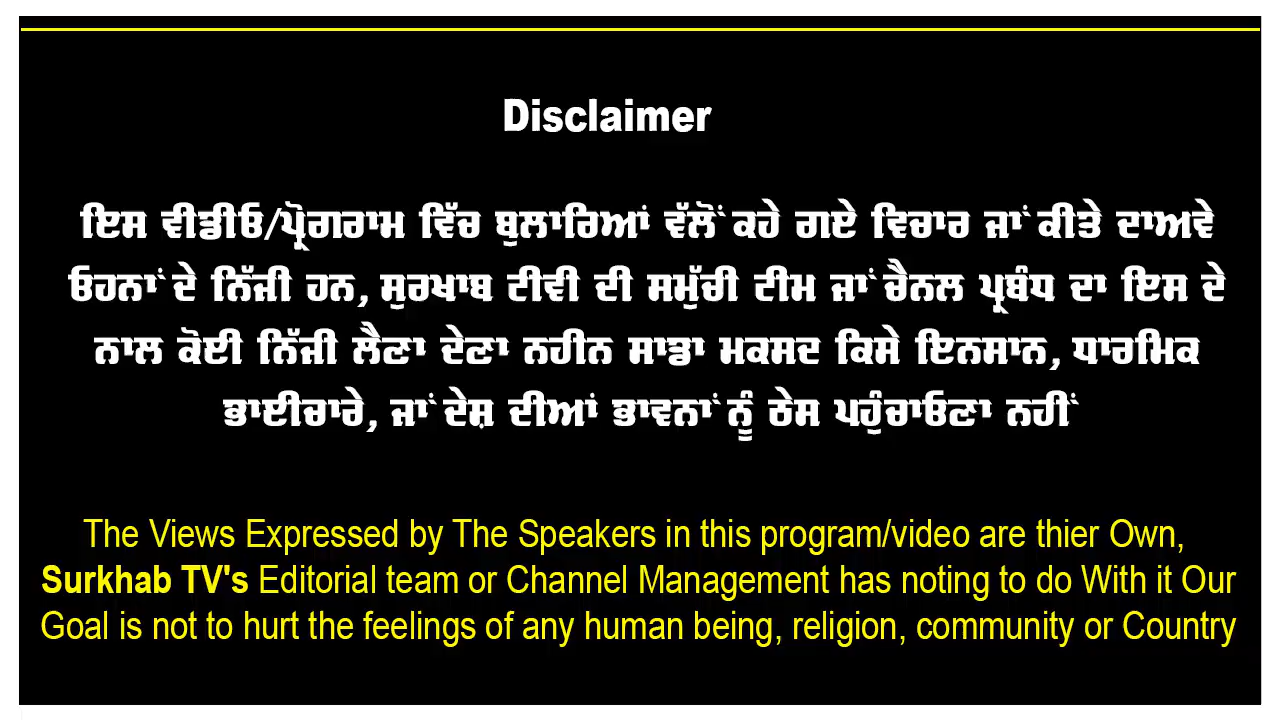 Disclaimer
ਇਸ ਵੀਡੀਓ/ਪ੍ਰੋਗਰਾਮ ਵਿੱਚ ਬੁਲਾਰਿਆਂ ਵੱਲੋਂ ਕਹੇ ਗਏ ਵਿਚਾਰ ਜਾਂ ਕੀਤੇ ਦਾਅਵੇ
ਓਹਨਾਂ ਦੇ ਨਿੱਜੀ ਹਨ, ਸੁਰਖਾਬ ਟੀਵੀ ਦੀ ਸਮੁੱਚੀ ਟੀਮ ਜਾਂ ਚੈਨਲ ਪ੍ਰਬੰਧ ਦਾ ਇਸ ਦੇ
ਨਾਲ ਕੋਈ ਨਿੱਜੀ ਲੈਣਾ ਦੇਣਾ ਨਹੀਨ ਸਾਡਾ ਮਕਸਦ ਕਿਸੇ ਇਨਸਾਨ, ਧਾਰਮਿਕ
ਭਾਈਚਾਰੇ, ਜਾਂ ਦੇਸ਼ ਦੀਆਂ ਭਾਵਨਾਂ ਨੂੰ ਠੇਸ ਪਹੁੰਚਾਓਣਾ ਨਹੀਂ
The Views Expressed by The Speakers in this program/video are thier Own,
Surkhab TV's Editorial team or Channel Management has noting to do With it Our
Goal is not to hurt the feelings of any human being, religion, community or Country